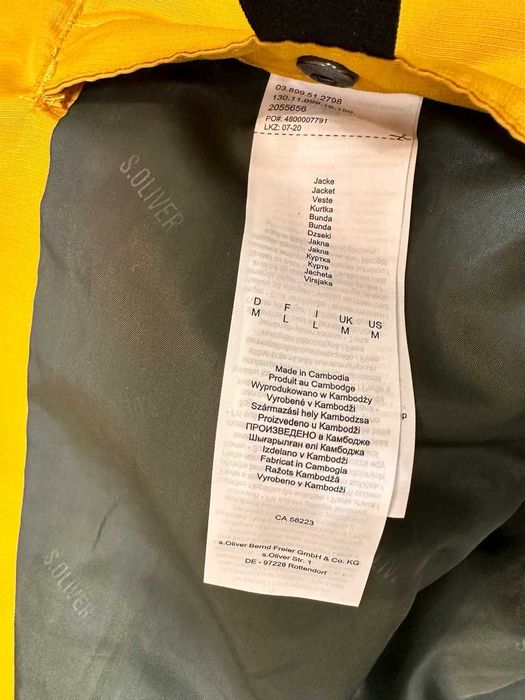 03.899.51.2798
130.11.899.16.150
2055656
PO#: 4800007791
LKZ: 07-20
Jacke
Jacket
Veste
Kurtka
Bunda
Bunda
Dzseki
Jakna
Jakna
Куртка
Курте
Jacheta
Virsjaka
D F I UK US
M L L M M
Made in Cambodia
Produit au Cambodge
Wyprodukowano w Kambodży
Vyrobené v Kambodži
Származási hely Kambodzsa
Proizvedeno u Kambodži
ПРОИЗВЕДЕНО в Камбодже
Шығарылған елі Камбоджа
Izdelano v Kambodži
Fabricat in Cambogia
Ražots Kambodžā
Vyrobeno v Kambodži
CA 58223
s.Oliver Bernd Freier GmbH & Co. KG
s.Oliver Str. 1
DE - 97228 Rottendorf
S.OLIVER
S.OLIVER